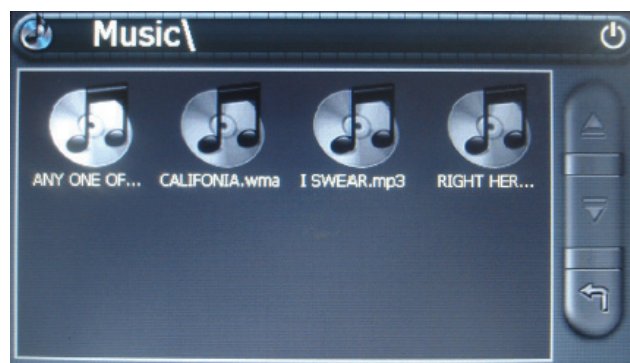 Music\
ANY ONE OF...
CALIFONIA.wma
I SWEAR.mp3
RIGHT HER...